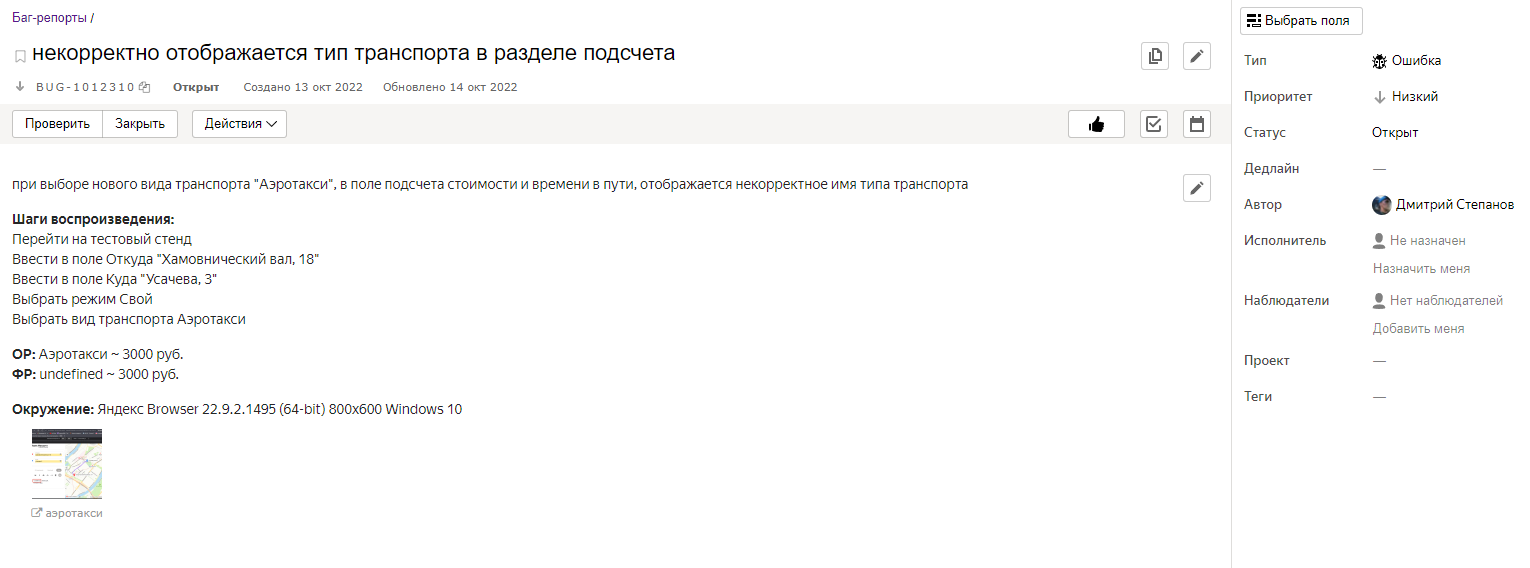 Баг-репорты /
некорректно отображается тип транспорта в разделе подсчета
BUG-1012310 Открыт Создано 13 окт 2022 Обновлено 14 окт 2022
Проверить Закрыть Действия
при выборе нового вида транспорта "Аэротакси", в поле подсчета стоимости и времени в пути, отображается некорректное имя типа транспорта
Шаги воспроизведения:
Перейти на тестовый стенд
Ввести в поле Откуда "Хамовнический вал, 18"
Ввести в поле Куда "Усачева, 3"
Выбрать режим Свой
Выбрать вид транспорта Аэротакси
ОР: Аэротакси ~ 3000 руб.
ФР: undefined ~ 3000 руб.
Окружение: Яндекс Browser 22.9.2.1495 (64-bit) 800x600 Windows 10
аэротакси
Выбрать поля
Тип Ошибка
Приоритет Низкий
Статус Открыт
Дедлайн —
Автор Дмитрий Степанов
Исполнитель Не назначен
Назначить меня
Наблюдатели Нет наблюдателей
Добавить меня
Проект —
Теги —